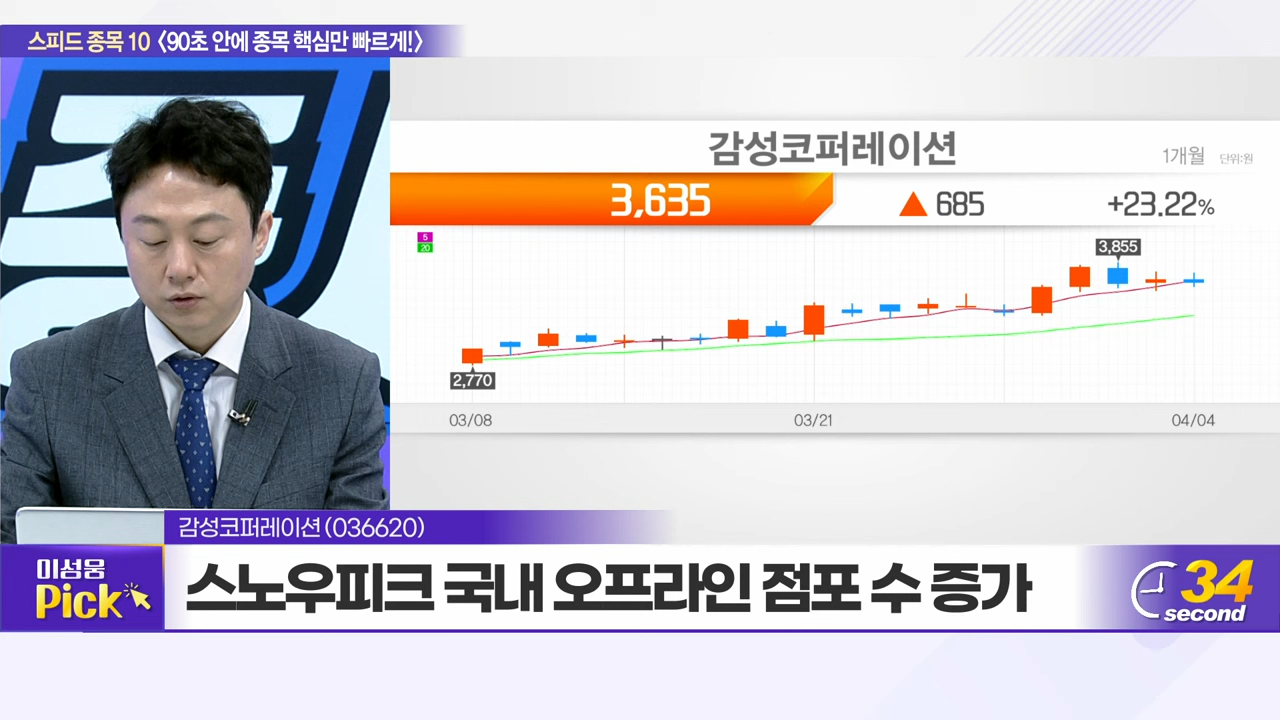 스피드 종목 10 〈90초 안에 종목 핵심만 빠르게!〉
감성코퍼레이션
1개월 단위:원
3,635 ▲ 685 +23.22%
5
20
3,855
2,770
03/08 03/21 04/04
감성코퍼레이션 (036620)
이성웅
Pick
스노우피크 국내 오프라인 점포 수 증가
34
second